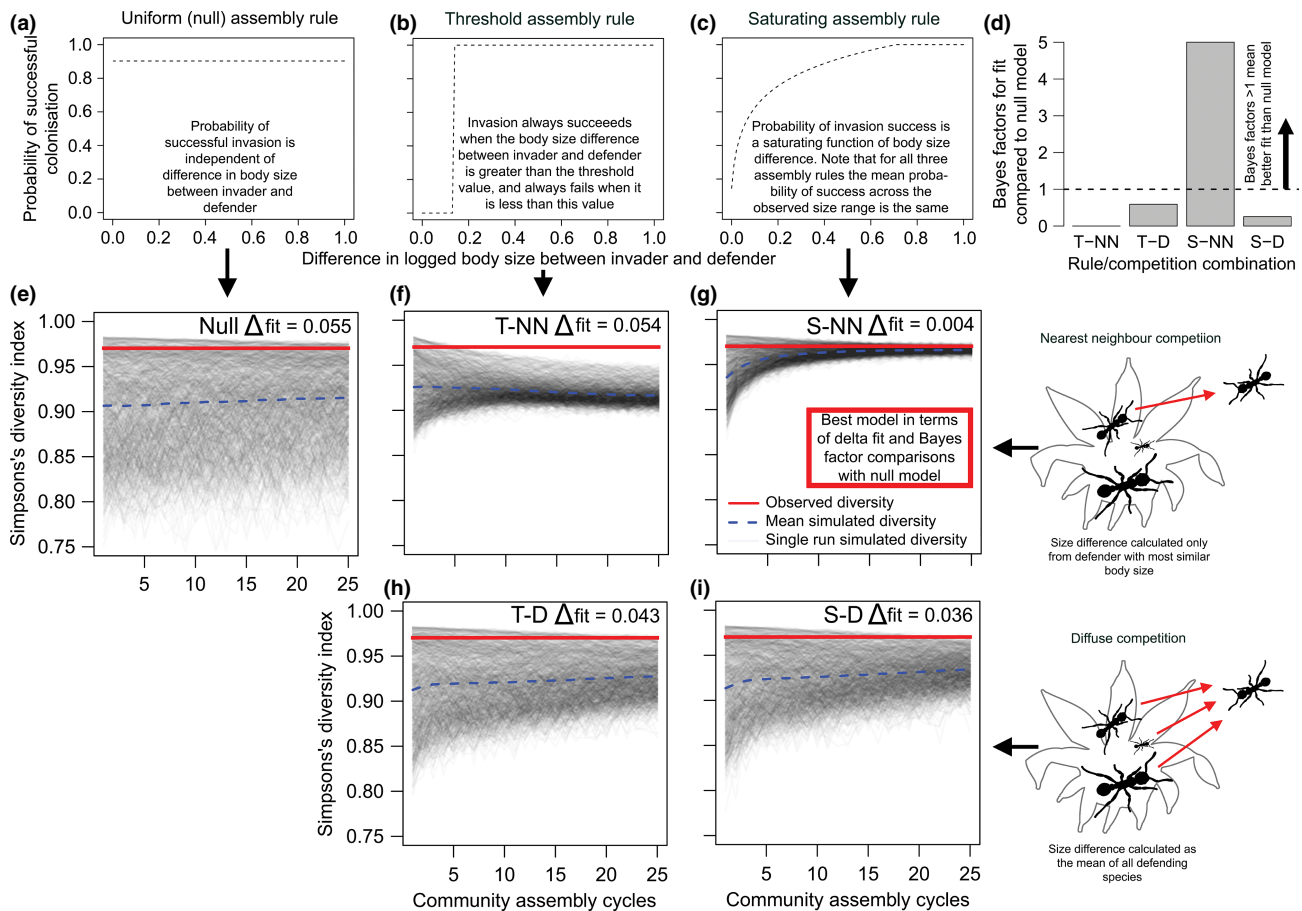 (a) Uniform (null) assembly rule
Probability of successful
colonisation
1.0
0.8
0.6
0.4
0.2
0.0
Probability of
successful invasion is
independent of
difference in body size
between invader and
defender
0.0 0.2 0.4 0.6 0.8 1.0
(b) Threshold assembly rule
Invasion always succeeeds
when the body size difference
between invader and defender
is greater than the threshold
value, and always fails when it
is less than this value
0.0 0.2 0.4 0.6 0.8 1.0
(c) Saturating assembly rule
Probability of invasion success is
a saturating function of body size
difference. Note that for all three
assembly rules the mean proba-
bility of success across the
observed size range is the same
0.0 0.2 0.4 0.6 0.8 1.0
Difference in logged body size between invader and defender
(d)
Bayes factors for fit
compared to null model
5
4
3
2
1
0
Bayes factors >1 mean
better fit than null model
T−NN T−D S−NN S−D
Rule/competition combination
(e)
Null Δfit = 0.055
Simpsons's diversity index
1.00
0.95
0.90
0.85
0.80
0.75
5 10 15 20 25
(f)
T-NN Δfit = 0.054
(g)
S-NN Δfit = 0.004
Best model in terms
of delta fit and Bayes
factor comparisons
with null model
Observed diversity
Mean simulated diversity
Single run simulated diversity
Nearest neighbour competiion
Size difference calculated only
from defender with most similar
body size
(h)
T-D Δfit = 0.043
Simpsons's diversity index
1.00
0.95
0.90
0.85
0.80
0.75
5 10 15 20 25
Community assembly cycles
(i)
S-D Δfit = 0.036
5 10 15 20 25
Community assembly cycles
Diffuse competition
Size difference calculated as
the mean of all defending
species